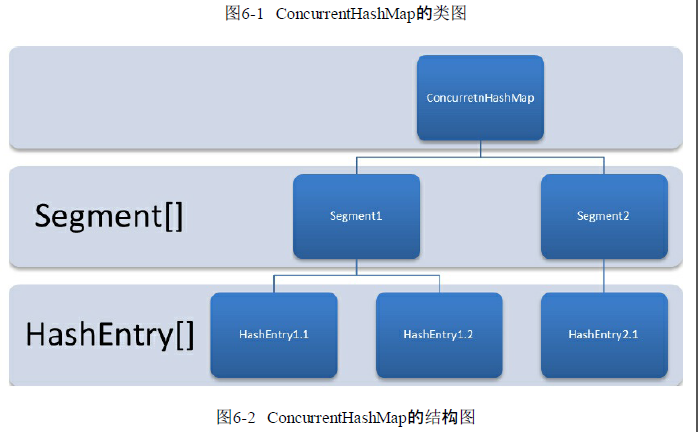 图6-1 ConcurrentHashMap的类图
ConcurretnHashMap
Segment[]
Segment1
Segment2
HashEntry[]
HashEntry1.1
HashEntry1.2
HashEntry2.1
图6-2 ConcurrentHashMap的结构图